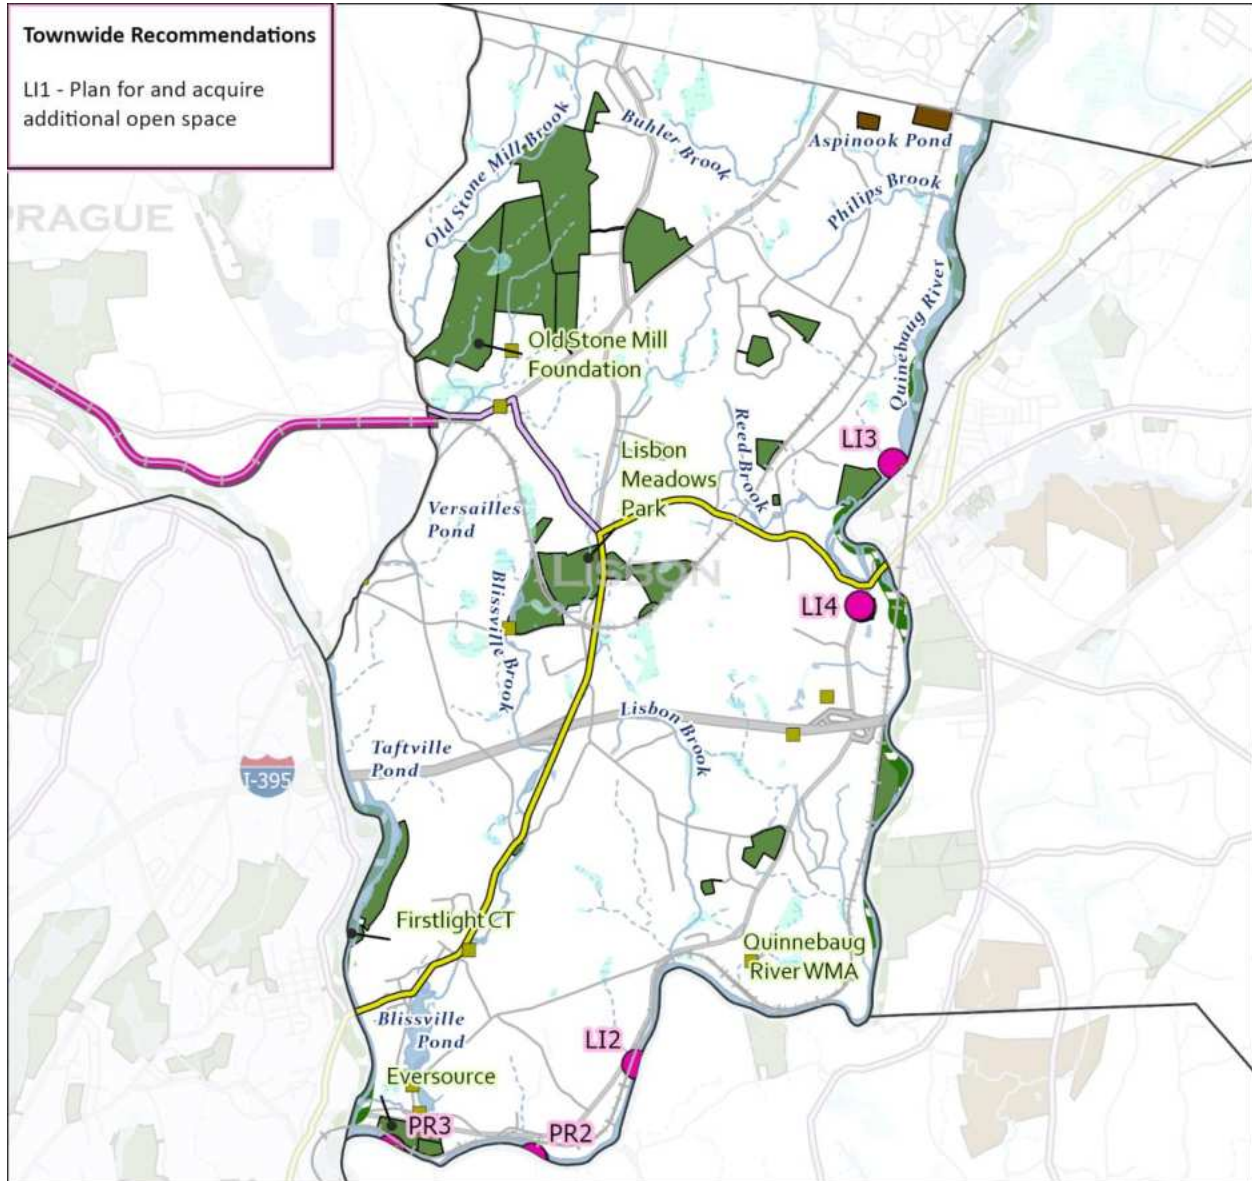 Townwide Recommendations
LI1 - Plan for and acquire
additional open space
PRAGUE
Old Stone Mill Brook
Buhler Brook
Aspinook Pond
Philips Brook
Quinebaug River
Old Stone Mill
Foundation
Lisbon
Meadows
Park
Reed Brook
LI3
Versailles
Pond
LISBON
Blissville Brook
LI4
Lisbon Brook
Taftville
Pond
I-395
Firstlight CT
Quinnebaug
River WMA
Blissville
Pond
LI2
Eversource
PR3
PR2